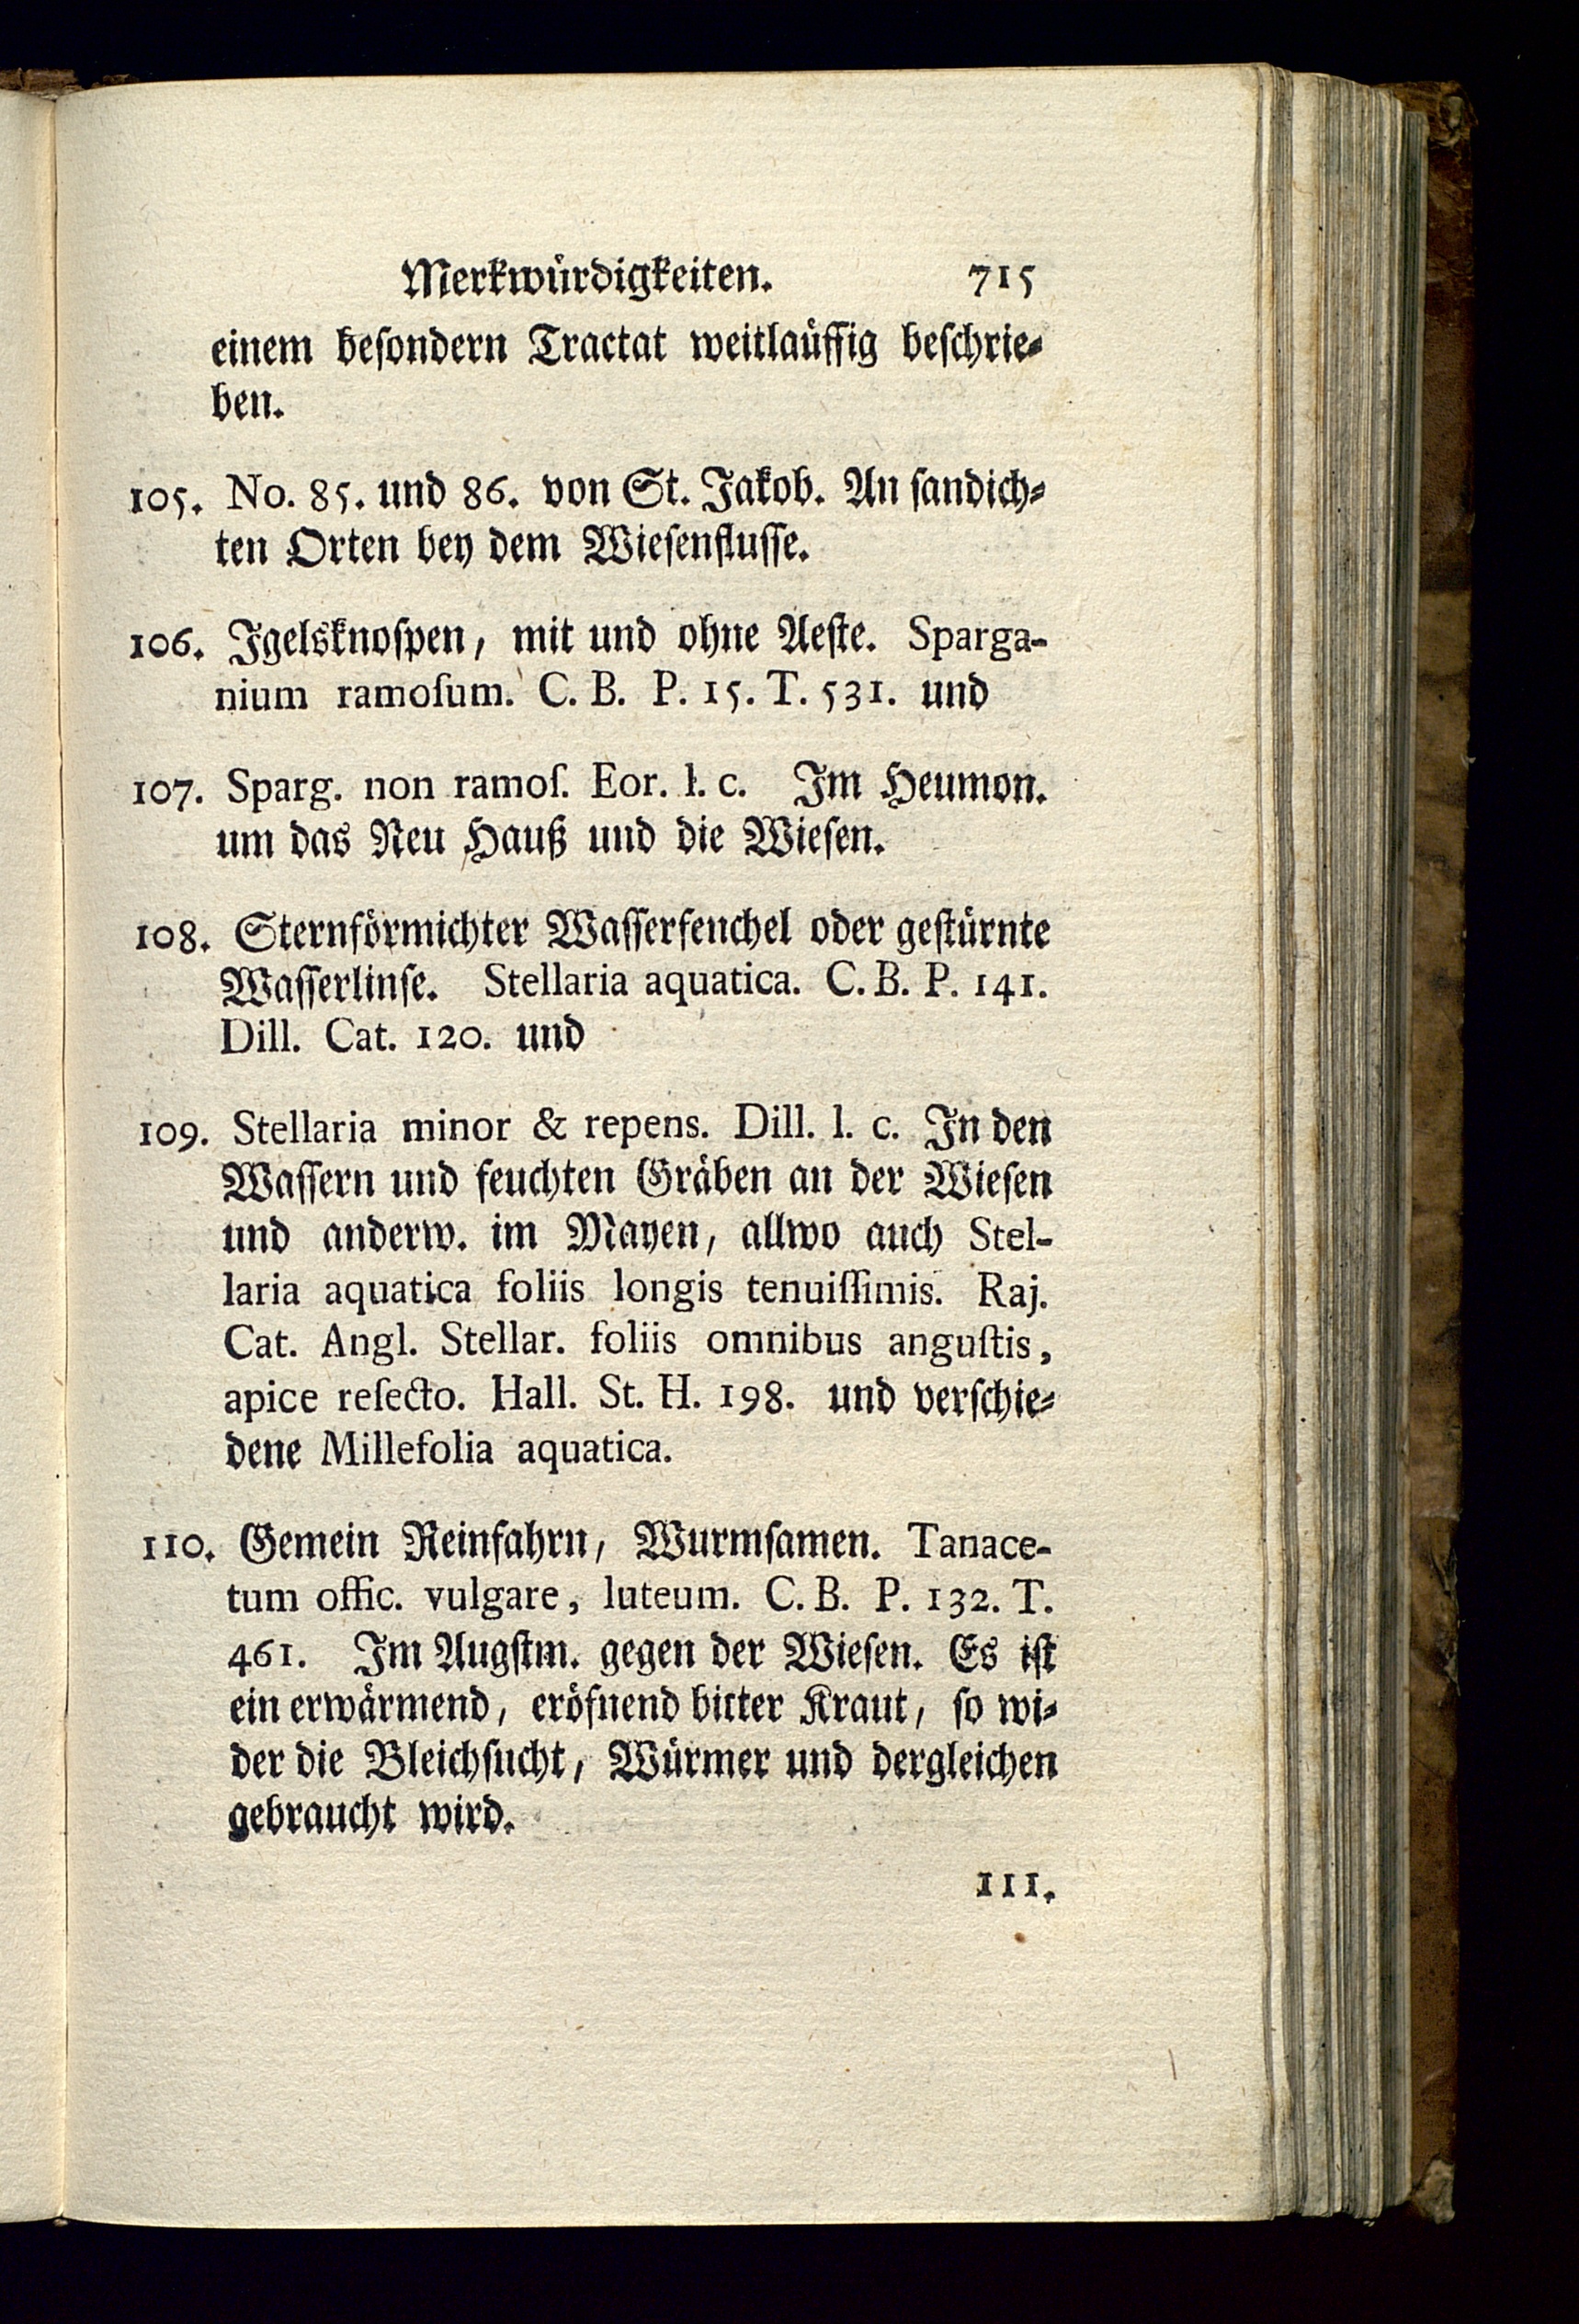 Merkwürdigkeiten. 715
einem beſondern Tractat weitlaüffig beſchrie⸗
ben.
105. No. 85. und 86. von St. Jakob. An ſandich⸗
ten Orten bey dem Wieſenfluſſe.
106. Igelsknoſpen, mit und ohne Aeſte. Sparga-
nium ramoſum. C. B. P. 15. T. 531. und
107. Sparg. non ramoſ. Eor. l. c. Im Heumon.
um das Neu Hauß und die Wieſen.
108. Sternförmichter Waſſerfenchel oder geſtürnte
Waſſerlinſe. Stellaria aquatica. C. B. P. 141.
Dill. Cat. 120. und
109. Stellaria minor & repens. Dill. l. c. In den
Waſſern und feuchten Gräben an der Wieſen
und anderw. im Mayen, allwo auch Stel-
laria aquatica foliis longis tenuiſſimis. Raj.
Cat. Angl. Stellar. foliis omnibus anguſtis,
apice reſecto. Hall. St. H. 198. und verſchie⸗
dene Millefolia aquatica.
110. Gemein Reinfahrn, Wurmſamen. Tanace-
tum offic. vulgare, luteum. C. B. P. 132. T.
461. Im Augſtm. gegen der Wieſen. Es iſt
ein erwärmend, eröfnend bitter Kraut, ſo wi⸗
der die Bleichſucht, Würmer und dergleichen
gebraucht wird.
111.